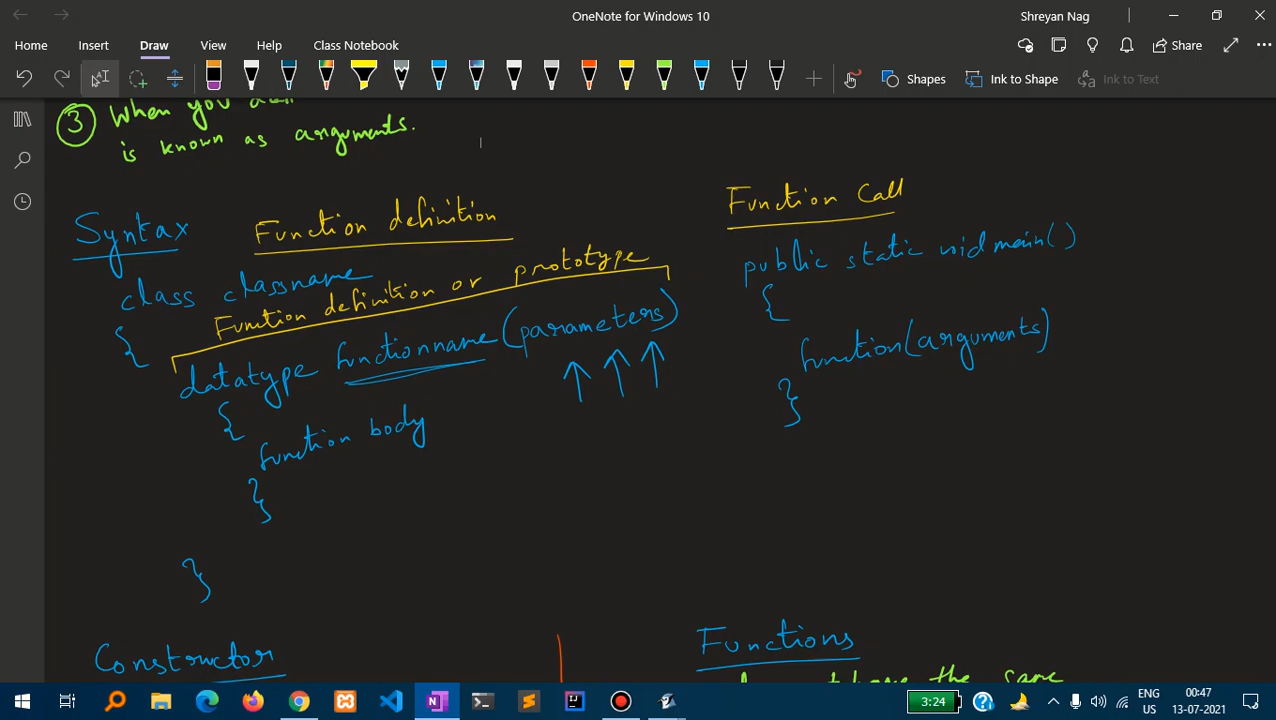 OneNote for Windows 10
Shreyan Nag
Home Insert Draw View Help Class Notebook
Share
Shapes Ink to Shape Ink to Text
3 When you
is known as arguments.
Syntax Function definition
class classname
{
Function definition or prototype
datatype functionname(parameters)
{
function body
}
}
Function Call
public static void main()
{
function(arguments)
}
Constructor
Functions
the same
3:24
ENG
US
00:47
13-07-2021